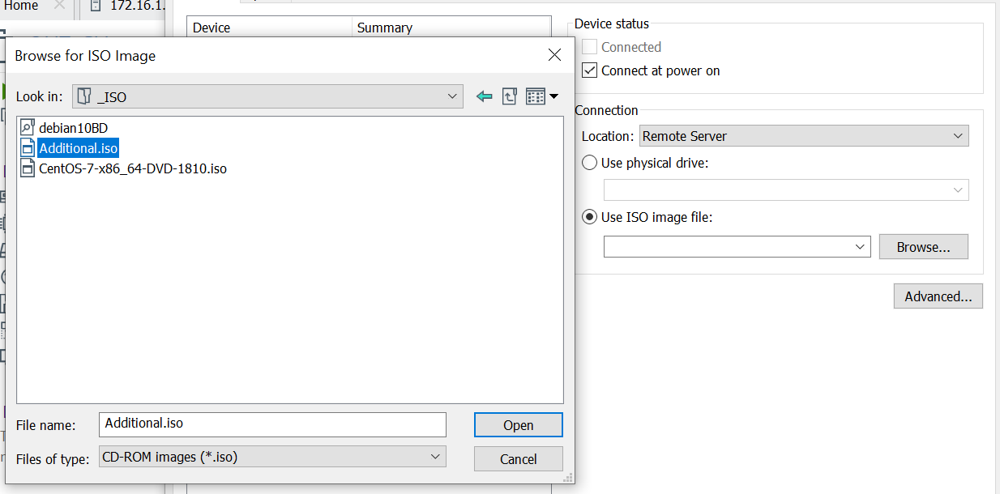 Home
172.16.1.
Device Summary
Device status
Browse for ISO Image
Connected
Connect at power on
Look in: _ISO
Connection
debian10BD
Location: Remote Server
Additional.iso
Use physical drive:
CentOS-7-x86_64-DVD-1810.iso
Use ISO image file:
Browse...
Advanced...
File name: Additional.iso Open
Files of type: CD-ROM images (*.iso) Cancel